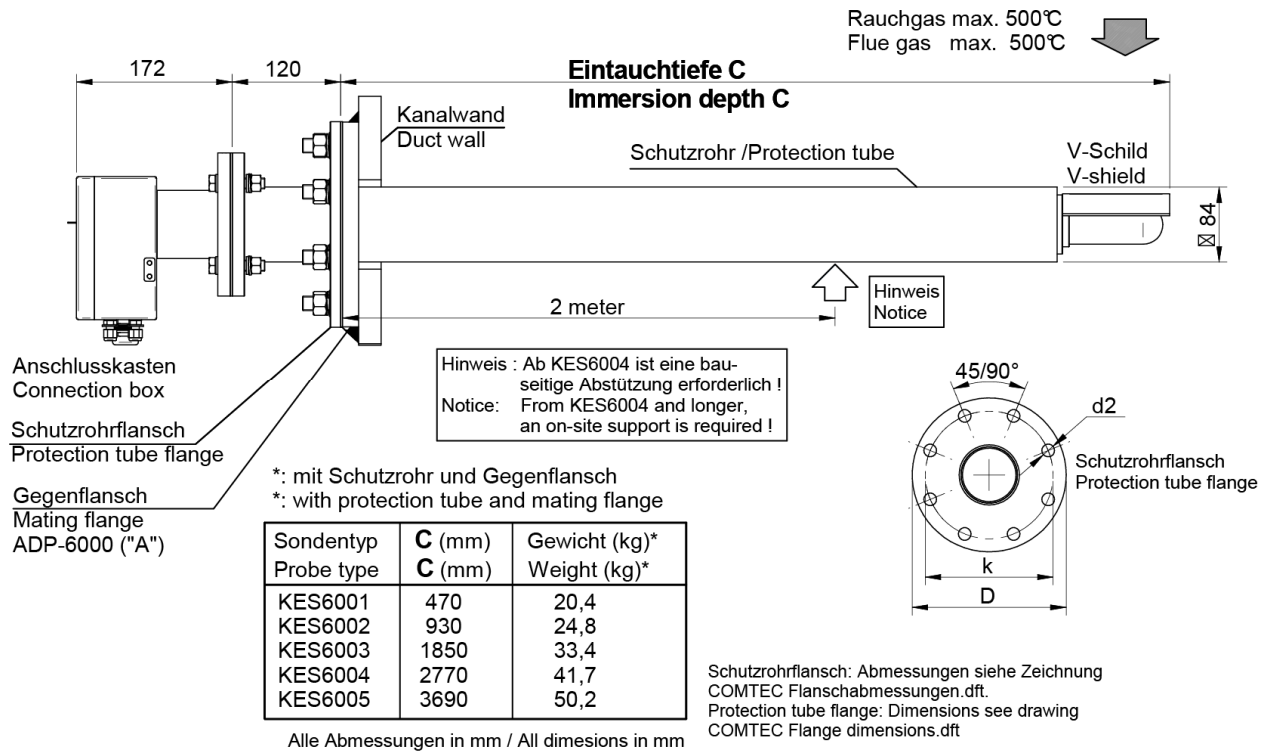 Rauchgas max. 500℃
Flue gas max. 500℃
172
120
Eintauchtiefe C
Immersion depth C
Kanalwand
Duct wall
Schutzrohr /Protection tube
V-Schild
V-shield
84
2 meter
Hinweis
Notice
Anschlusskasten
Connection box
Schutzrohrflansch
Protection tube flange
Gegenflansch
Mating flange
ADP-6000 ("A")
Hinweis : Ab KES6004 ist eine bau-
seitige Abstützung erforderlich !
Notice: From KES6004 and longer,
an on-site support is required !
45/90°
d2
Schutzrohrflansch
Protection tube flange
k
D
*: mit Schutzrohr und Gegenflansch
*: with protection tube and mating flange
Sondentyp C (mm) Gewicht (kg)*
Probe type C (mm) Weight (kg)*
KES6001 470 20,4
KES6002 930 24,8
KES6003 1850 33,4
KES6004 2770 41,7
KES6005 3690 50,2
Alle Abmessungen in mm / All dimesions in mm
Schutzrohrflansch: Abmessungen siehe Zeichnung
COMTEC Flanschabmessungen.dft.
Protection tube flange: Dimensions see drawing
COMTEC Flange dimensions.dft